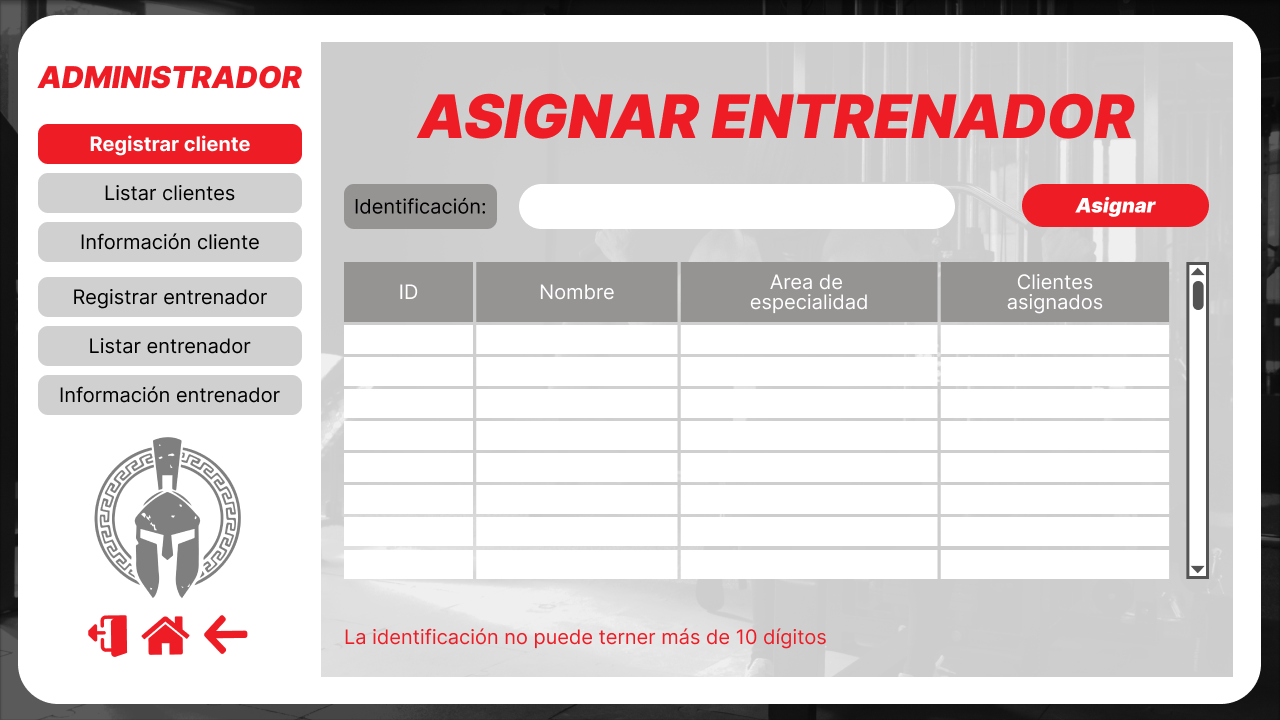 ADMINISTRADOR
Registrar cliente
Listar clientes
Información cliente
Registrar entrenador
Listar entrenador
Información entrenador
ASIGNAR ENTRENADOR
Identificación:
Asignar
ID
Nombre
Area de
especialidad
Clientes
asignados
La identificación no puede terner más de 10 dígitos